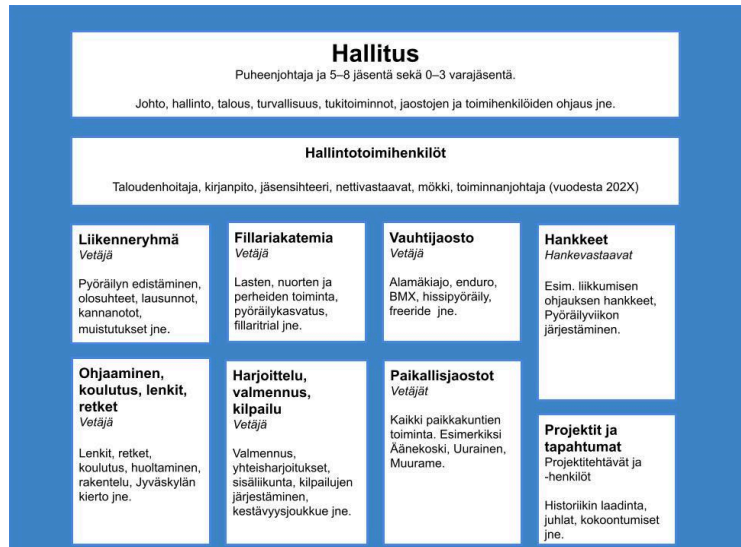 Hallitus
Puheenjohtaja ja 5–8 jäsentä sekä 0–3 varajäsentä.
Johto, hallinto, talous, turvallisuus, tukitoiminnot, jaostojen ja toimihenkilöiden ohjaus jne.
Hallintotoimihenkilöt
Taloudenhoitaja, kirjanpito, jäsensihteeri, nettivastaavat, mökki, toiminnanjohtaja (vuodesta 202X)
Liikenneryhmä
Vetäjä
Pyöräilyn edistäminen,
olosuhteet, lausunnot,
kannanotot,
muistutukset jne.
Fillariakatemia
Vetäjä
Lasten, nuorten ja
perheiden toiminta,
pyöräilykasvatus,
fillaritrial jne.
Vauhtijaosto
Vetäjä
Alamäkiajo, enduro,
BMX, hissipyöräily,
freeride jne.
Hankkeet
Hankevastaavat
Esim. liikkumisen
ohjauksen hankkeet,
Pyöräilyviikon
järjestäminen.
Ohjaaminen,
koulutus, lenkit,
retket
Vetäjä
Lenkit, retket,
koulutus, huoltaminen,
rakentelu, Jyväskylän
kierto jne.
Harjoittelu,
valmennus,
kilpailu
Vetäjä
Valmennus,
yhteisharjoitukset,
sisäliikunta, kilpailujen
järjestäminen,
kestävyysjoukkue jne.
Paikallisjaostot
Vetäjät
Kaikki paikkakuntien
toiminta. Esimerkiksi
Äänekoski, Uurainen,
Muurame.
Projektit ja
tapahtumat
Projektitehtävät ja
-henkilöt
Historiikin laadinta,
juhlat, kokoontumiset
jne.